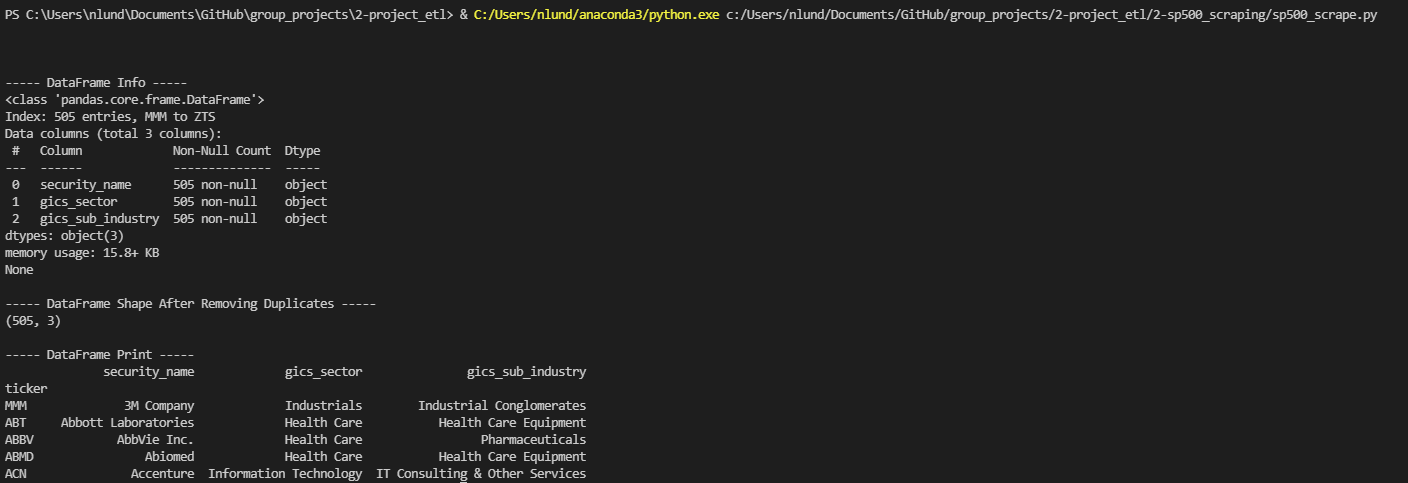 PS C:\Users\nlund\Documents\GitHub\group_projects\2-project_etl> & C:/Users/nlund/anaconda3/python.exe c:/Users/nlund/Documents/GitHub/group_projects/2-project_etl/2-sp500_scraping/sp500_scrape.py
----- DataFrame Info -----
<class 'pandas.core.frame.DataFrame'>
Index: 505 entries, MMM to ZTS
Data columns (total 3 columns):
 #   Column             Non-Null Count  Dtype
---  ------             --------------  -----
 0   security_name      505 non-null    object
 1   gics_sector        505 non-null    object
 2   gics_sub_industry  505 non-null    object
dtypes: object(3)
memory usage: 15.8+ KB
None
----- DataFrame Shape After Removing Duplicates -----
(505, 3)
----- DataFrame Print -----
              security_name             gics_sector               gics_sub_industry
ticker
MMM              3M Company             Industrials        Industrial Conglomerates
ABT     Abbott Laboratories             Health Care           Health Care Equipment
ABBV            AbbVie Inc.             Health Care                 Pharmaceuticals
ABMD                Abiomed             Health Care           Health Care Equipment
ACN               Accenture  Information Technology  IT Consulting & Other Services